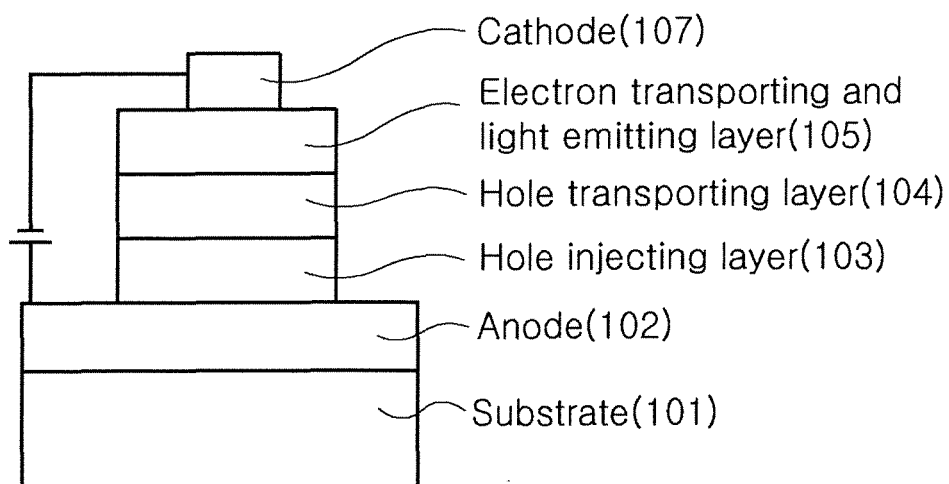 Cathode(107)
Electron transporting and
light emitting layer(105)
Hole transporting layer(104)
Hole injecting layer(103)
Anode(102)
Substrate(101)